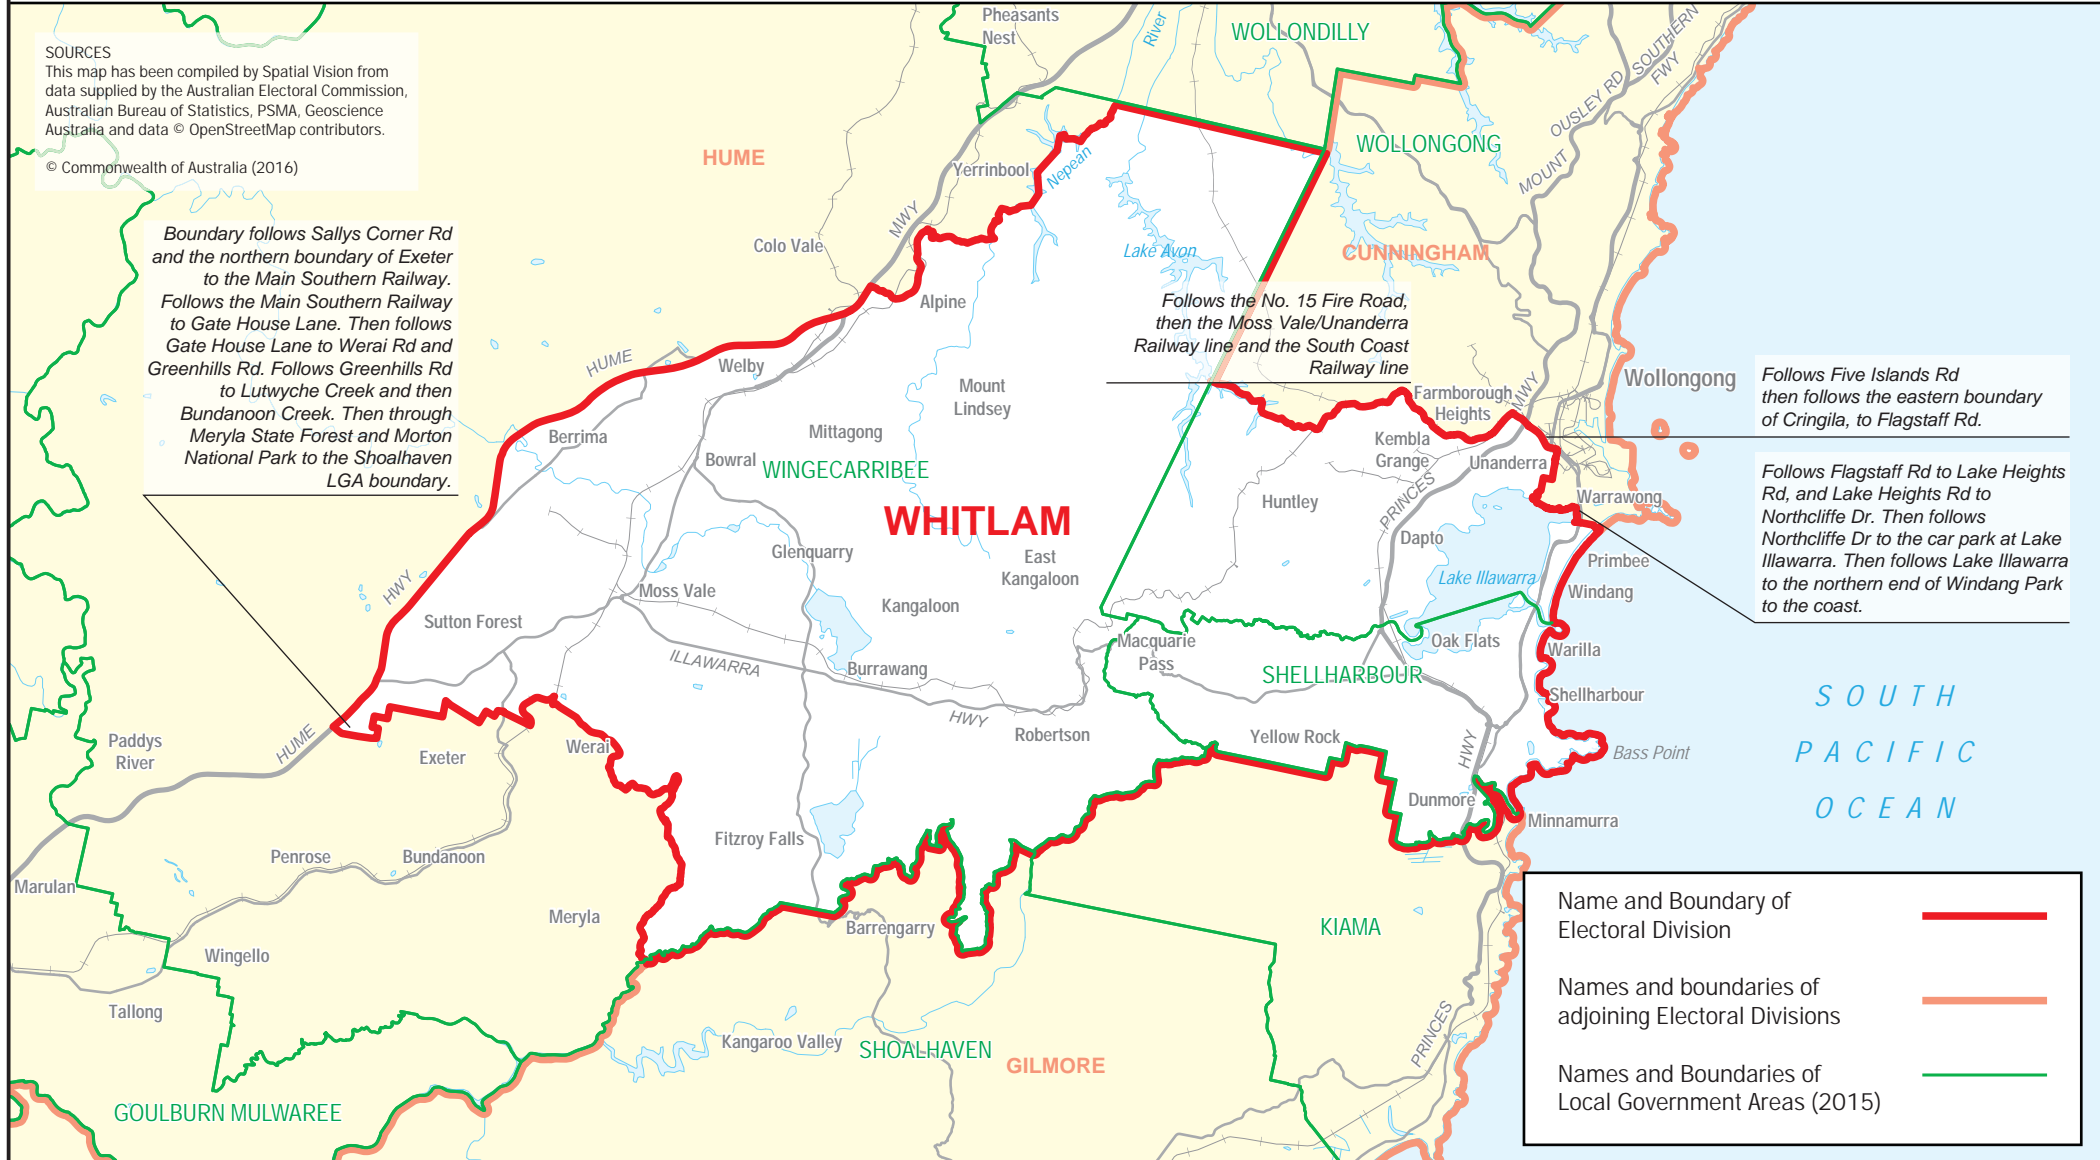 SOURCES
This map has been compiled by Spatial Vision from
data supplied by the Australian Electoral Commission,
Australian Bureau of Statistics, PSMA, Geoscience
Australia and data © OpenStreetMap contributors.
© Commonwealth of Australia (2016)
Pheasants
Nest
River
WOLLONDILLY
SOUTHERN
FWY
MOUNT
OUSLEY RD
WOLLONGONG
HUME
Yerrinbool
Nepean
MWY
Colo Vale
Lake Avon
CUNNINGHAM
Boundary follows Sallys Corner Rd
and the northern boundary of Exeter
to the Main Southern Railway.
Follows the Main Southern Railway
to Gate House Lane. Then follows
Gate House Lane to Werai Rd and
Greenhills Rd. Follows Greenhills Rd
to Lutwyche Creek and then
Bundanoon Creek. Then through
Meryla State Forest and Morton
National Park to the Shoalhaven
LGA boundary.
Alpine
Follows the No. 15 Fire Road,
then the Moss Vale/Unanderra
Railway line and the South Coast
Railway line
HUME
Welby
Mount
Lindsey
Farmborough
Heights
MWY
Wollongong
Follows Five Islands Rd
then follows the eastern boundary
of Cringila, to Flagstaff Rd.
Berrima
Mittagong
Bowral
WINGECARRIBEE
Kembla
Grange
Unanderra
PRINCES
Warrawong
Follows Flagstaff Rd to Lake Heights
Rd, and Lake Heights Rd to
Northcliffe Dr. Then follows
Northcliffe Dr to the car park at Lake
Illawarra. Then follows Lake Illawarra
to the northern end of Windang Park
to the coast.
WHITLAM
Huntley
Dapto
Glenquarry
East
Kangaloon
Lake Illawarra
Primbee
Windang
HWY
Moss Vale
Kangaloon
Sutton Forest
Macquarie
Pass
Oak Flats
Warilla
ILLAWARRA
Burrawang
SHELLHARBOUR
Shellharbour
SOUTH
PACIFIC
OCEAN
HWY
Robertson
Yellow Rock
HWY
Bass Point
Paddys
River
HUME
Exeter
Werai
Dunmore
Minnamurra
Fitzroy Falls
Penrose
Bundanoon
Marulan
Meryla
Barrengarry
KIAMA
Wingello
Tallong
Kangaroo Valley
SHOALHAVEN
GILMORE
PRINCES
GOULBURN MULWAREE
Name and Boundary of
Electoral Division
Names and boundaries of
adjoining Electoral Divisions
Names and Boundaries of
Local Government Areas (2015)